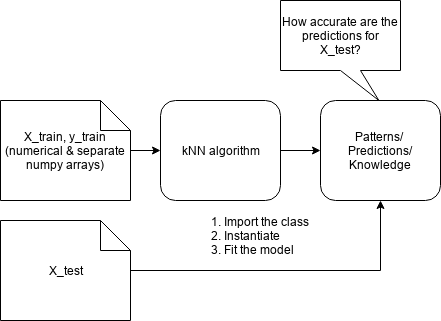 How accurate are the
predictions for
X_test?
X_train, y_train
(numerical & separate
numpy arrays)
kNN algorithm
Patterns/
Predictions/
Knowledge
1. Import the class
2. Instantiate
3. Fit the model
X_test